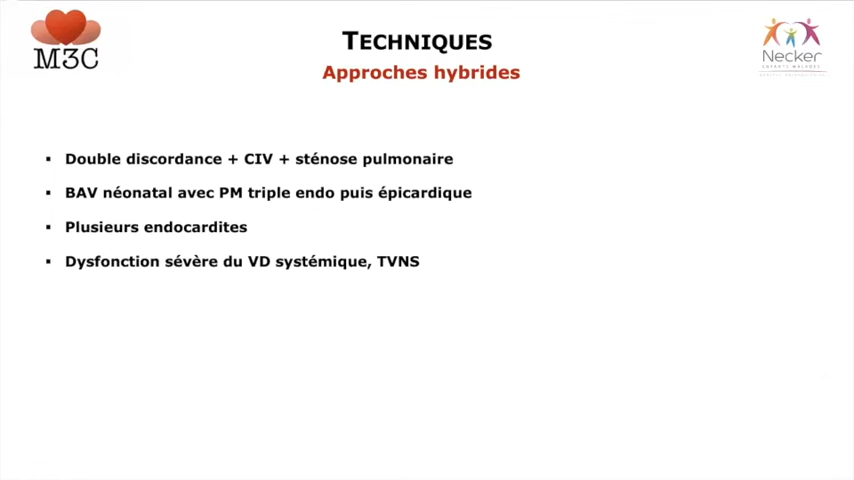 M3C
TECHNIQUES
Approches hybrides
Necker
ENFANTS MALADES
▪ Double discordance + CIV + sténose pulmonaire
▪ BAV néonatal avec PM triple endo puis épicardique
▪ Plusieurs endocardites
▪ Dysfonction sévère du VD systémique, TVNS